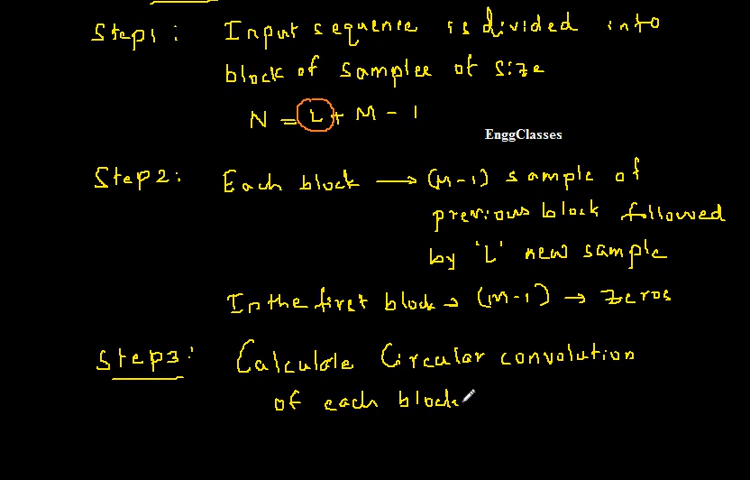 Step1: Input sequence is divided into
block of samples of size
N = L + M - 1
EnggClasses
Step2: Each block → (M-1) sample of
previous block followed
by 'L' new sample
In the first block → (M-1) → zeros
Step3: Calculate Circular convolution
of each block